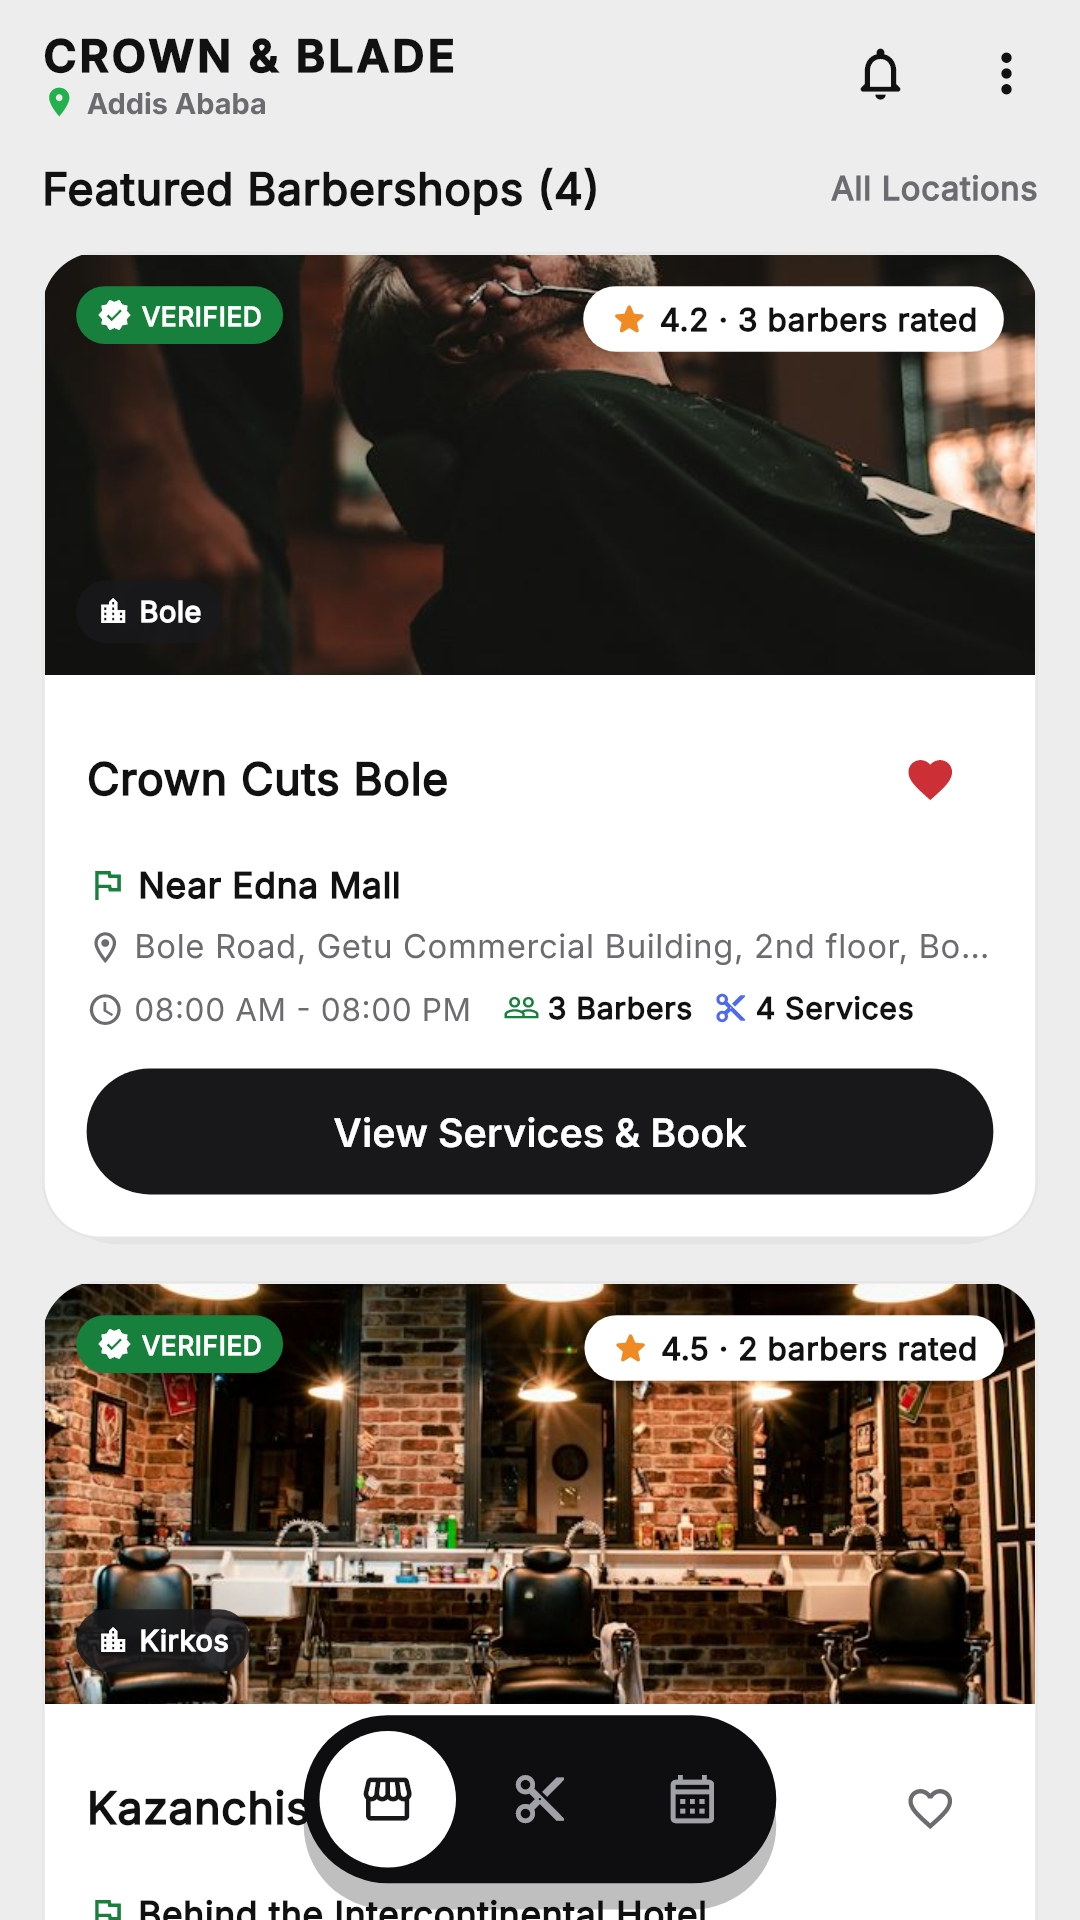 CROWN & BLADE
Addis Ababa
Featured Barbershops (4)
All Locations
VERIFIED
4.2 · 3 barbers rated
Bole
Crown Cuts Bole
Near Edna Mall
Bole Road, Getu Commercial Building, 2nd floor, Bo...
08:00 AM - 08:00 PM
3 Barbers
4 Services
View Services & Book
VERIFIED
4.5 · 2 barbers rated
Kirkos
Kazanchis
Behind the Intercontinental Hotel